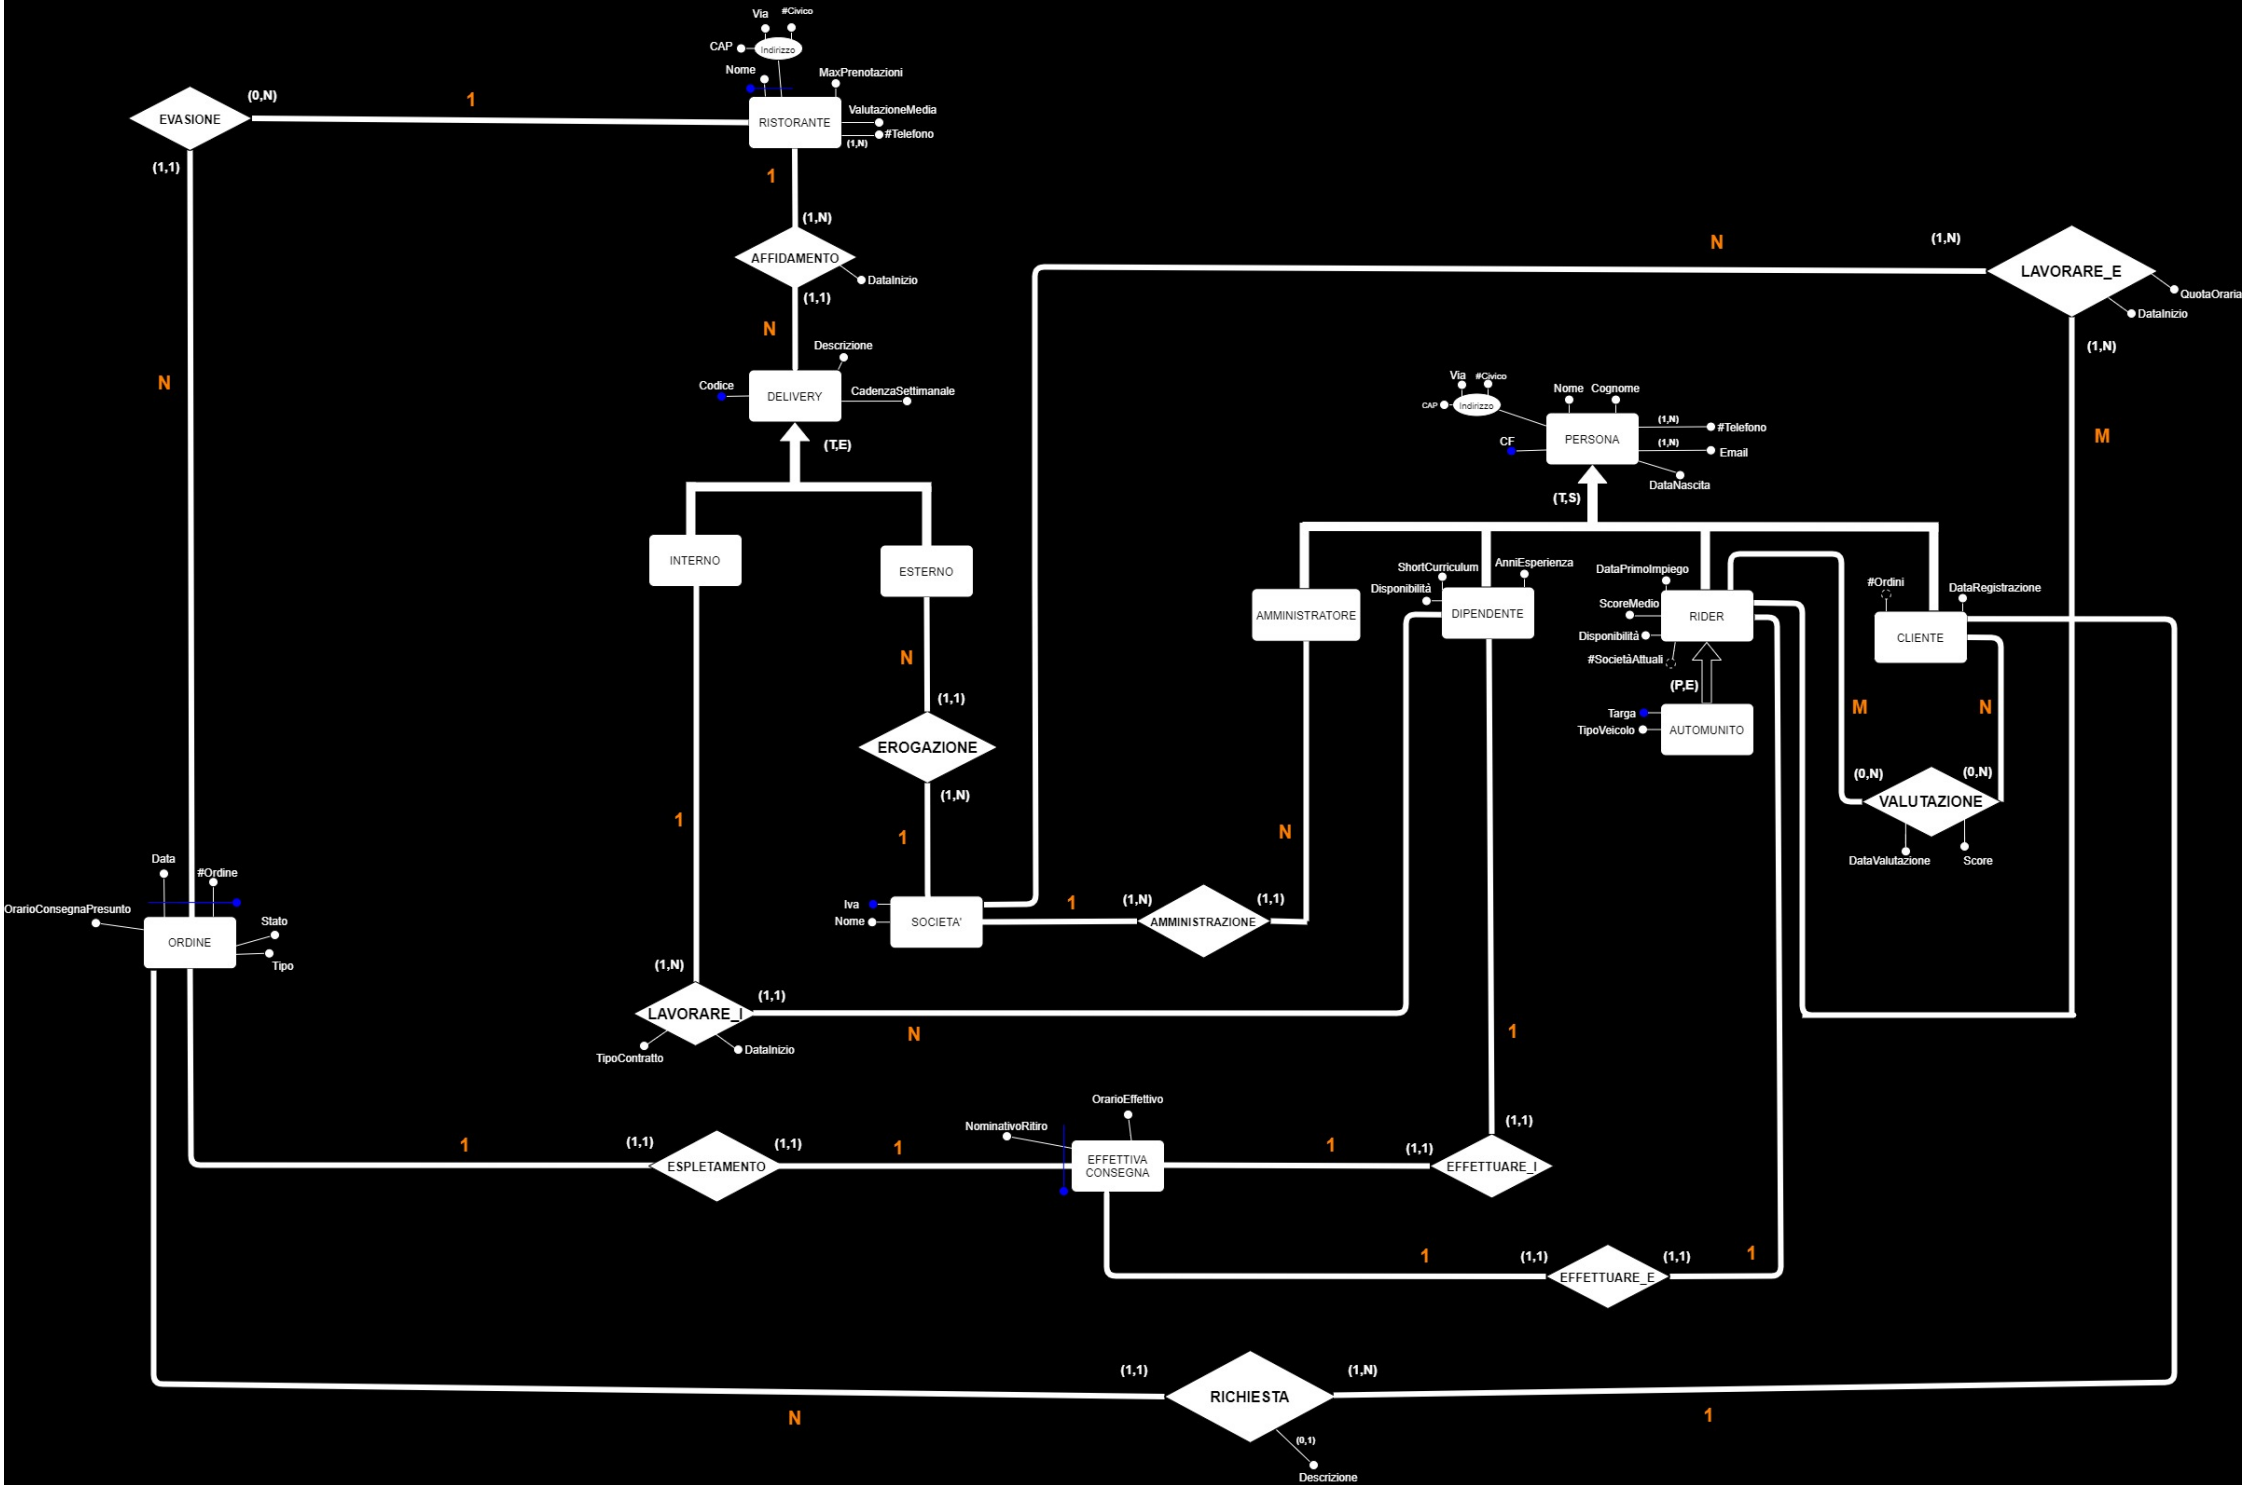 Via
#Civico
CAP
Indirizzo
Nome
MaxPrenotazioni
ValutazioneMedia
#Telefono
(1,N)
RISTORANTE
EVASIONE
(0,N)
1
(1,1)
1
(1,N)
AFFIDAMENTO
DataInizio
(1,1)
N
N
(1,N)
LAVORARE_E
QuotaOraria
DataInizio
(1,N)
N
Descrizione
Codice
DELIVERY
CadenzaSettimanale
(T,E)
Via
#Civico
CAP
Indirizzo
Nome
Cognome
(1,N)
#Telefono
PERSONA
CF
(1,N)
Email
DataNascita
(T,S)
M
INTERNO
ESTERNO
ShortCurriculum
AnniEsperienza
Disponibilità
DataPrimoImpiego
#Ordini
DataRegistrazione
AMMINISTRATORE
DIPENDENTE
ScoreMedio
RIDER
Disponibilità
CLIENTE
#SocietàAttuali
(P,E)
N
(1,1)
Targa
TipoVeicolo
AUTOMUNITO
M
N
EROGAZIONE
(1,N)
(0,N)
(0,N)
VALUTAZIONE
DataValutazione
Score
1
1
N
Data
#Ordine
OrarioConsegnaPresunto
Stato
ORDINE
Tipo
Iva
Nome
SOCIETA'
1
(1,N)
(1,1)
AMMINISTRAZIONE
(1,N)
(1,1)
LAVORARE_I
TipoContratto
DataInizio
N
1
OrarioEffettivo
NominativoRitiro
1
(1,1)
(1,1)
ESPLETAMENTO
1
EFFETTIVA
CONSEGNA
1
(1,1)
(1,1)
EFFETTUARE_I
1
(1,1)
(1,1)
1
EFFETTUARE_E
(1,1)
(1,N)
RICHIESTA
N
1
(0,1)
Descrizione